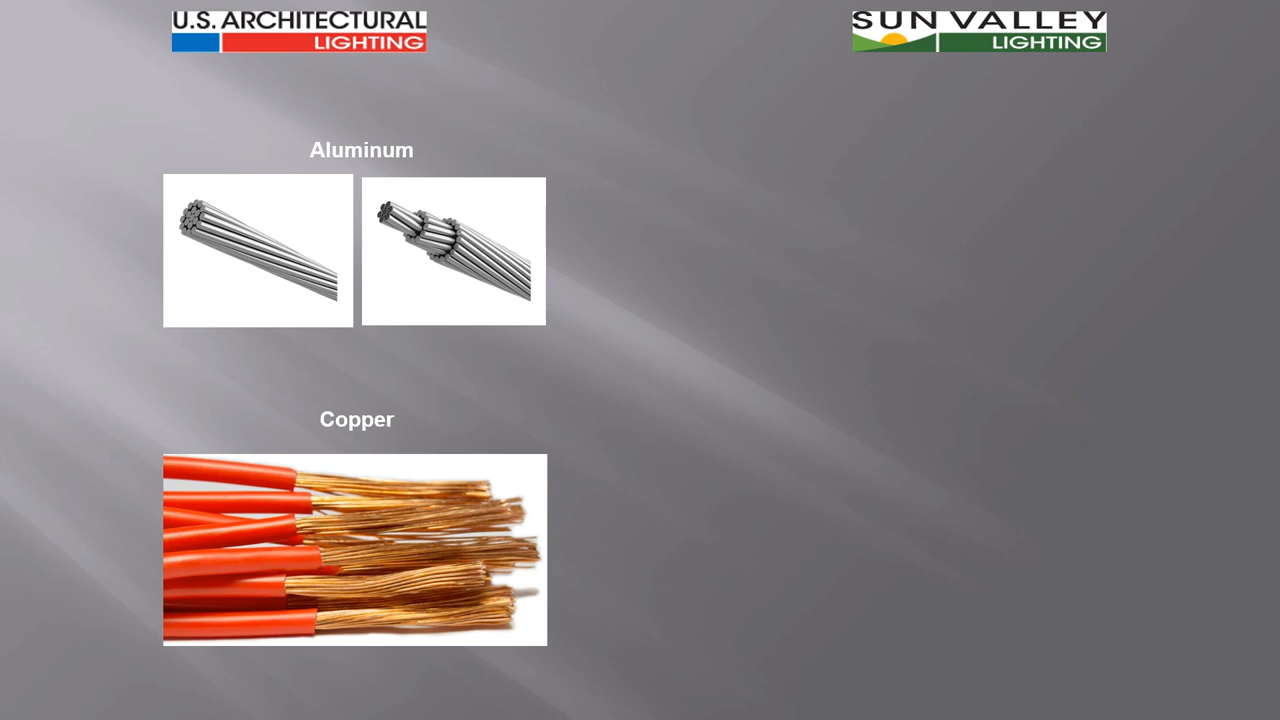 U.S. ARCHITECTURAL
LIGHTING
SUN VALLEY
LIGHTING
Aluminum
Copper